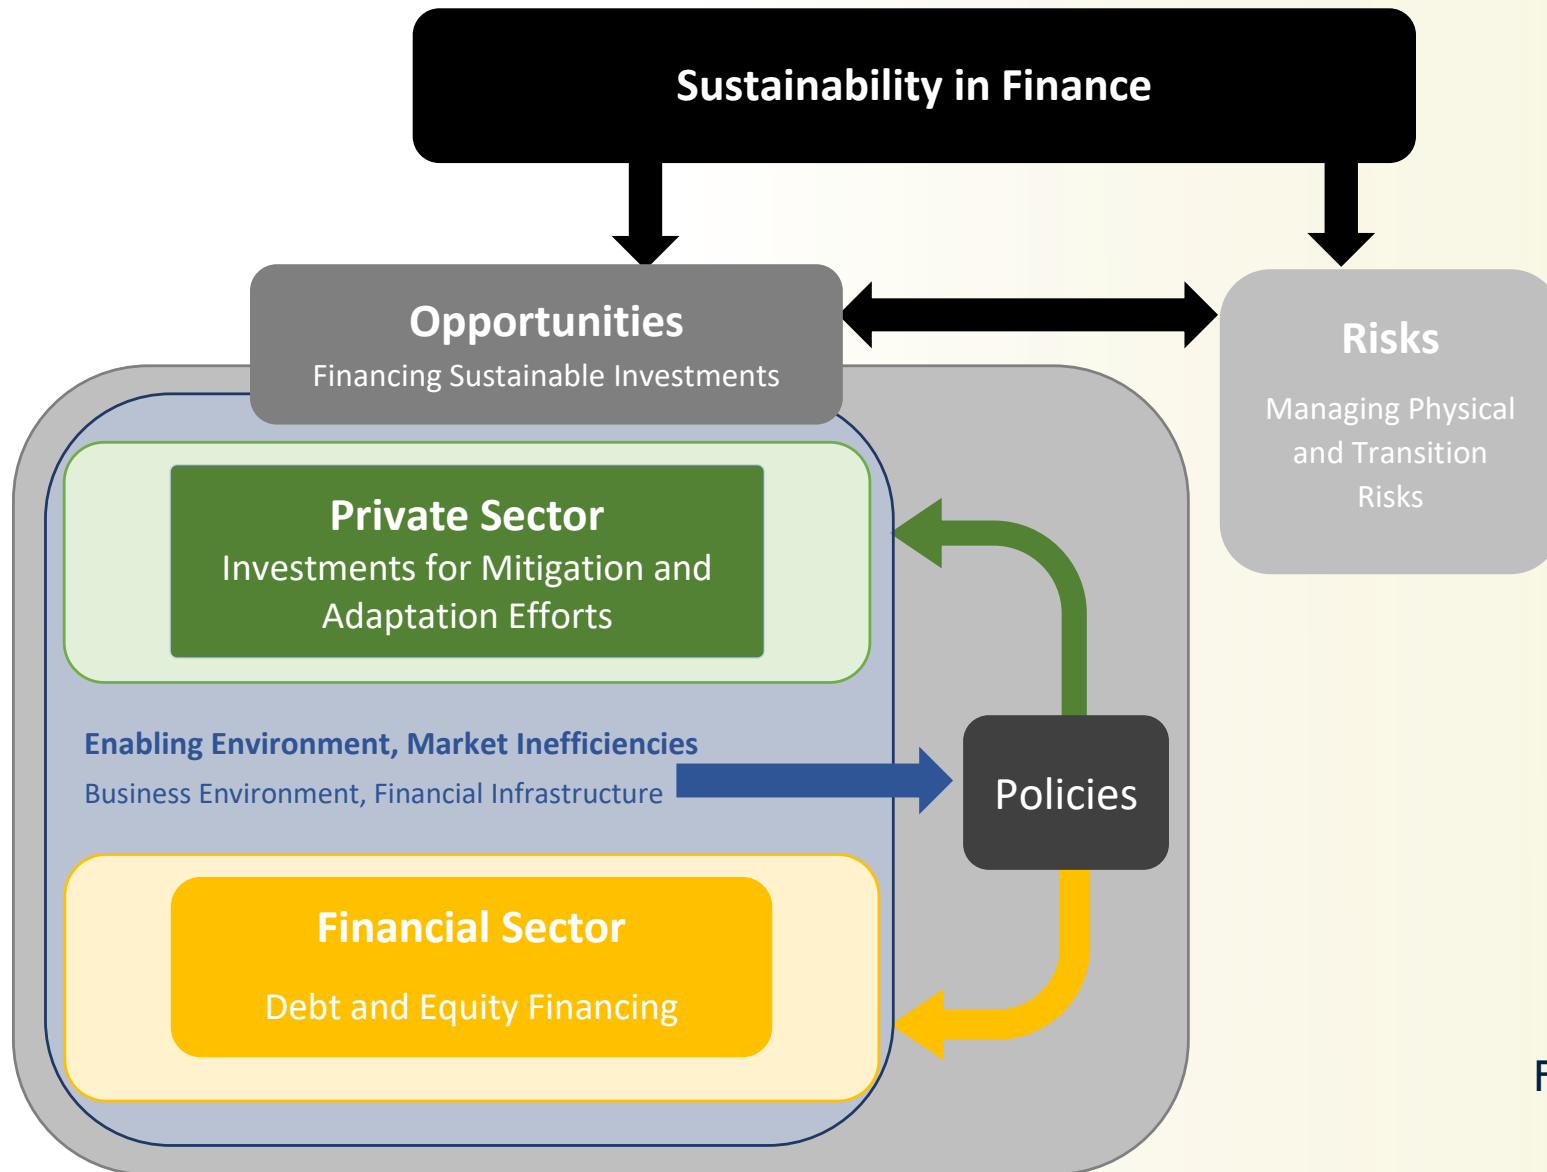 Sustainability in Finance
Opportunities
Financing Sustainable Investments
Risks
Managing Physical
and Transition
Risks
Private Sector
Investments for Mitigation and
Adaptation Efforts
Enabling Environment, Market Inefficiencies
Business Environment, Financial Infrastructure
Policies
Financial Sector
Debt and Equity Financing
F